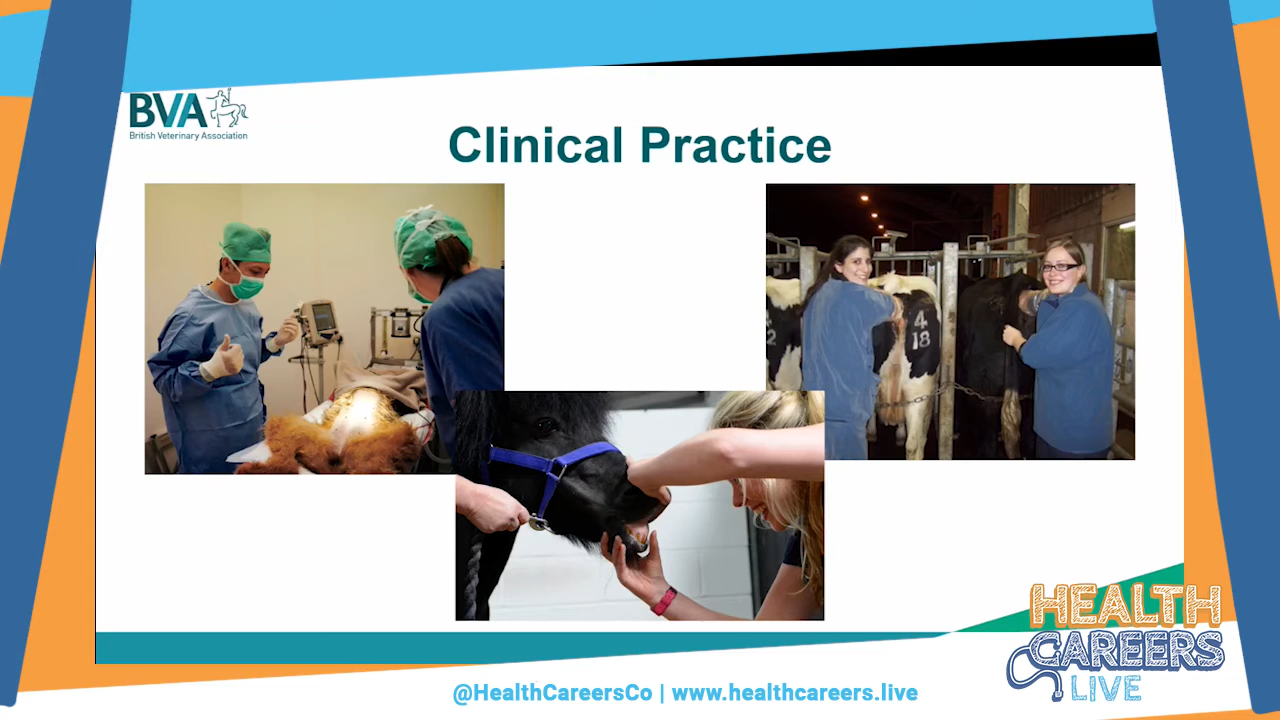 BVA
British Veterinary Association
Clinical Practice
4
18
2
HEALTH
CAREERS
LIVE
@HealthCareersCo | www.healthcareers.live